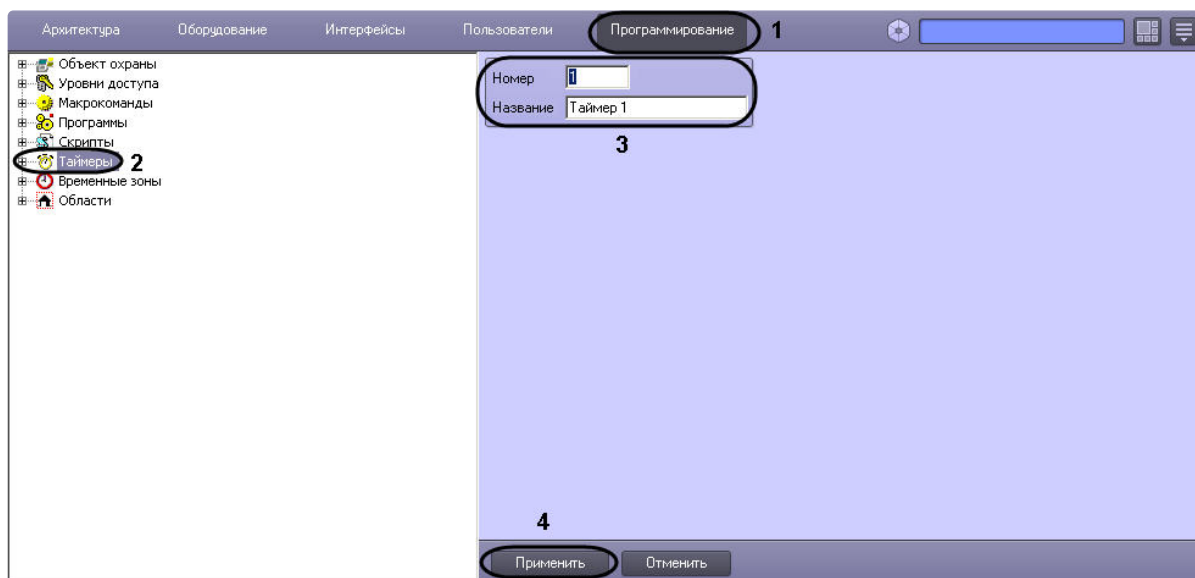 Архитектура Оборудование Интерфейсы Пользователи Программирование 1
Объект охраны
Уровни доступа
Макрокоманды
Программы
Скрипты
Таймеры 2
Временные зоны
Области
Номер 1
Название Таймер 1
3
4
Применить Отменить